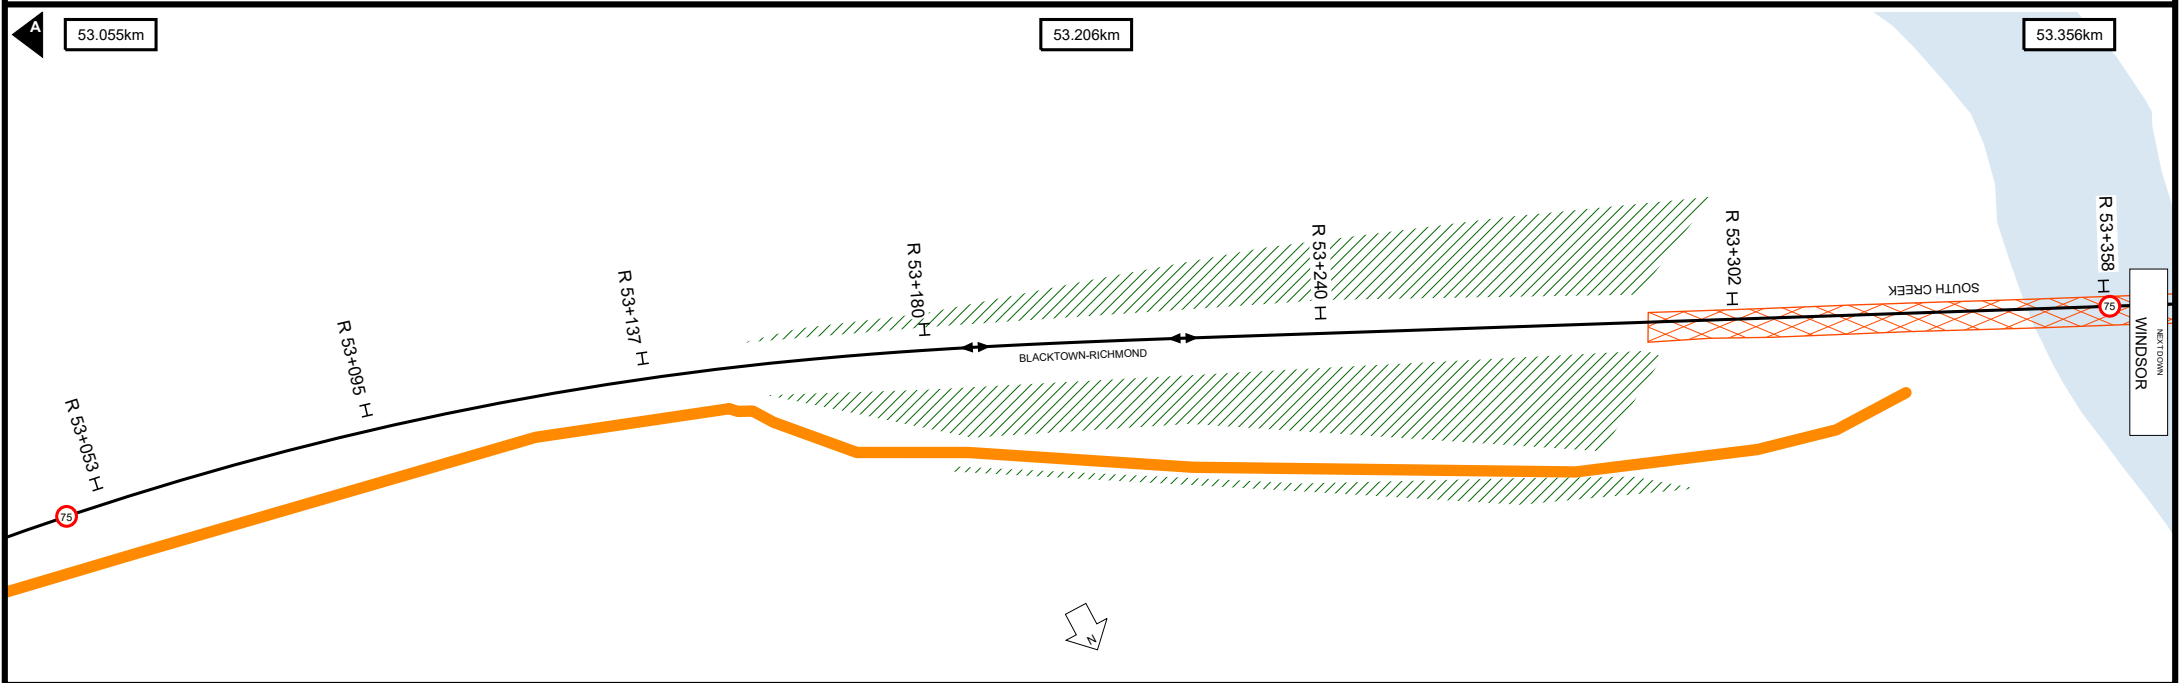 A
53.055km
53.206km
53.356km
R 53+053
R 53+095
R 53+137
R 53+180
R 53+240
R 53+302
R 53+358
SOUTH CREEK
BLACKTOWN-RICHMOND
75
75
NEXT DOWN
WINDSOR
N